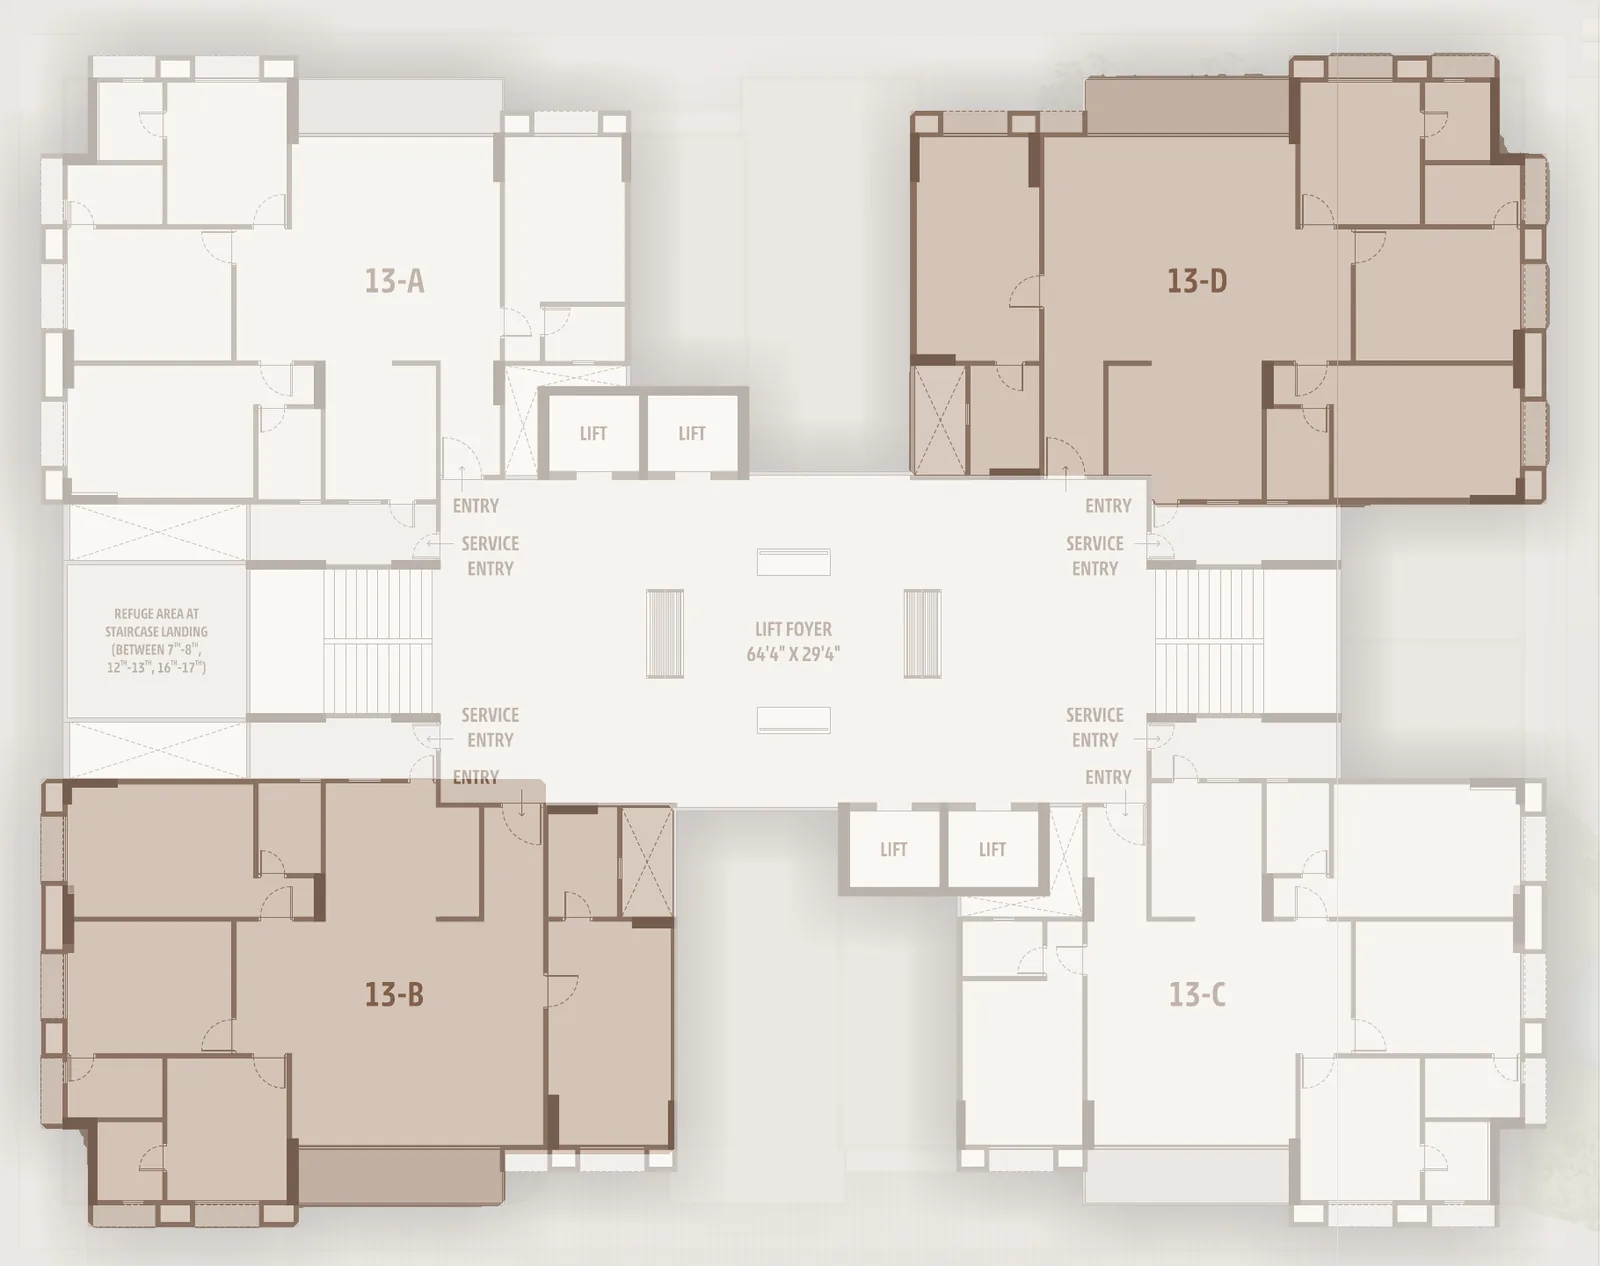 13-A
13-D
LIFT
LIFT
ENTRY
SERVICE
ENTRY
ENTRY
SERVICE
ENTRY
REFUGE AREA AT
STAIRCASE LANDING
(BETWEEN 7TH-8TH,
12TH-13TH, 16TH-17TH)
LIFT FOYER
64'4" X 29'4"
SERVICE
ENTRY
ENTRY
SERVICE
ENTRY
ENTRY
LIFT
LIFT
13-B
13-C